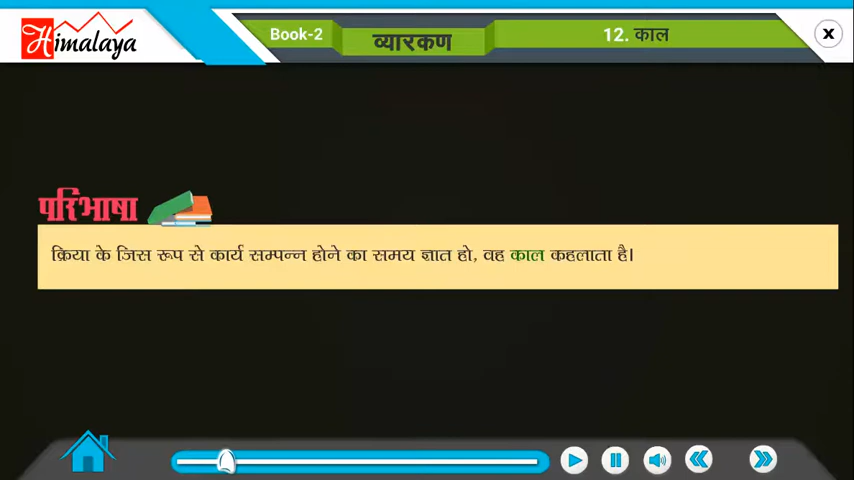 Himalaya
Book-2
व्यारकण
12. काल
X
परिभाषा
क्रिया के जिस रूप से कार्य सम्पन्न होने का समय ज्ञात हो, वह काल कहलाता है।